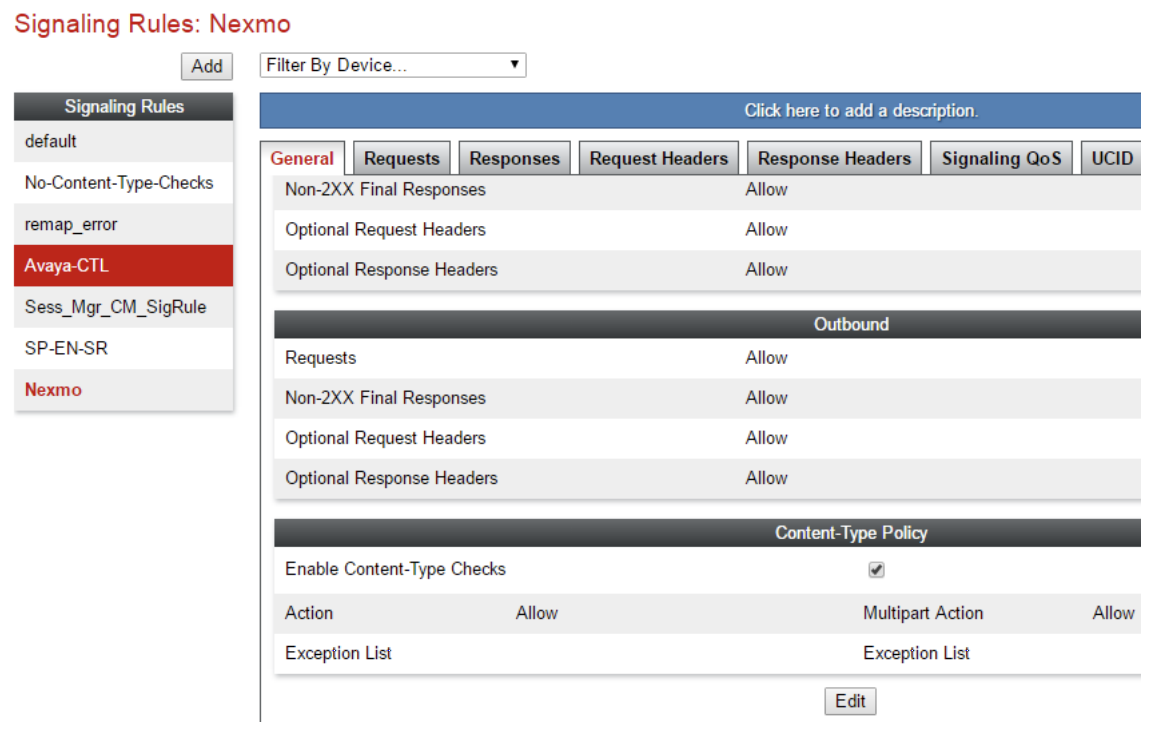 Signaling Rules: Nexmo
Add Filter By Device...
Signaling Rules
default
No-Content-Type-Checks
remap_error
Avaya-CTL
Sess_Mgr_CM_SigRule
SP-EN-SR
Nexmo
Click here to add a description.
General Requests Responses Request Headers Response Headers Signaling QoS UCID
Non-2XX Final Responses Allow
Optional Request Headers Allow
Optional Response Headers Allow
Outbound
Requests Allow
Non-2XX Final Responses Allow
Optional Request Headers Allow
Optional Response Headers Allow
Content-Type Policy
Enable Content-Type Checks
Action Allow Multipart Action Allow
Exception List Exception List
Edit